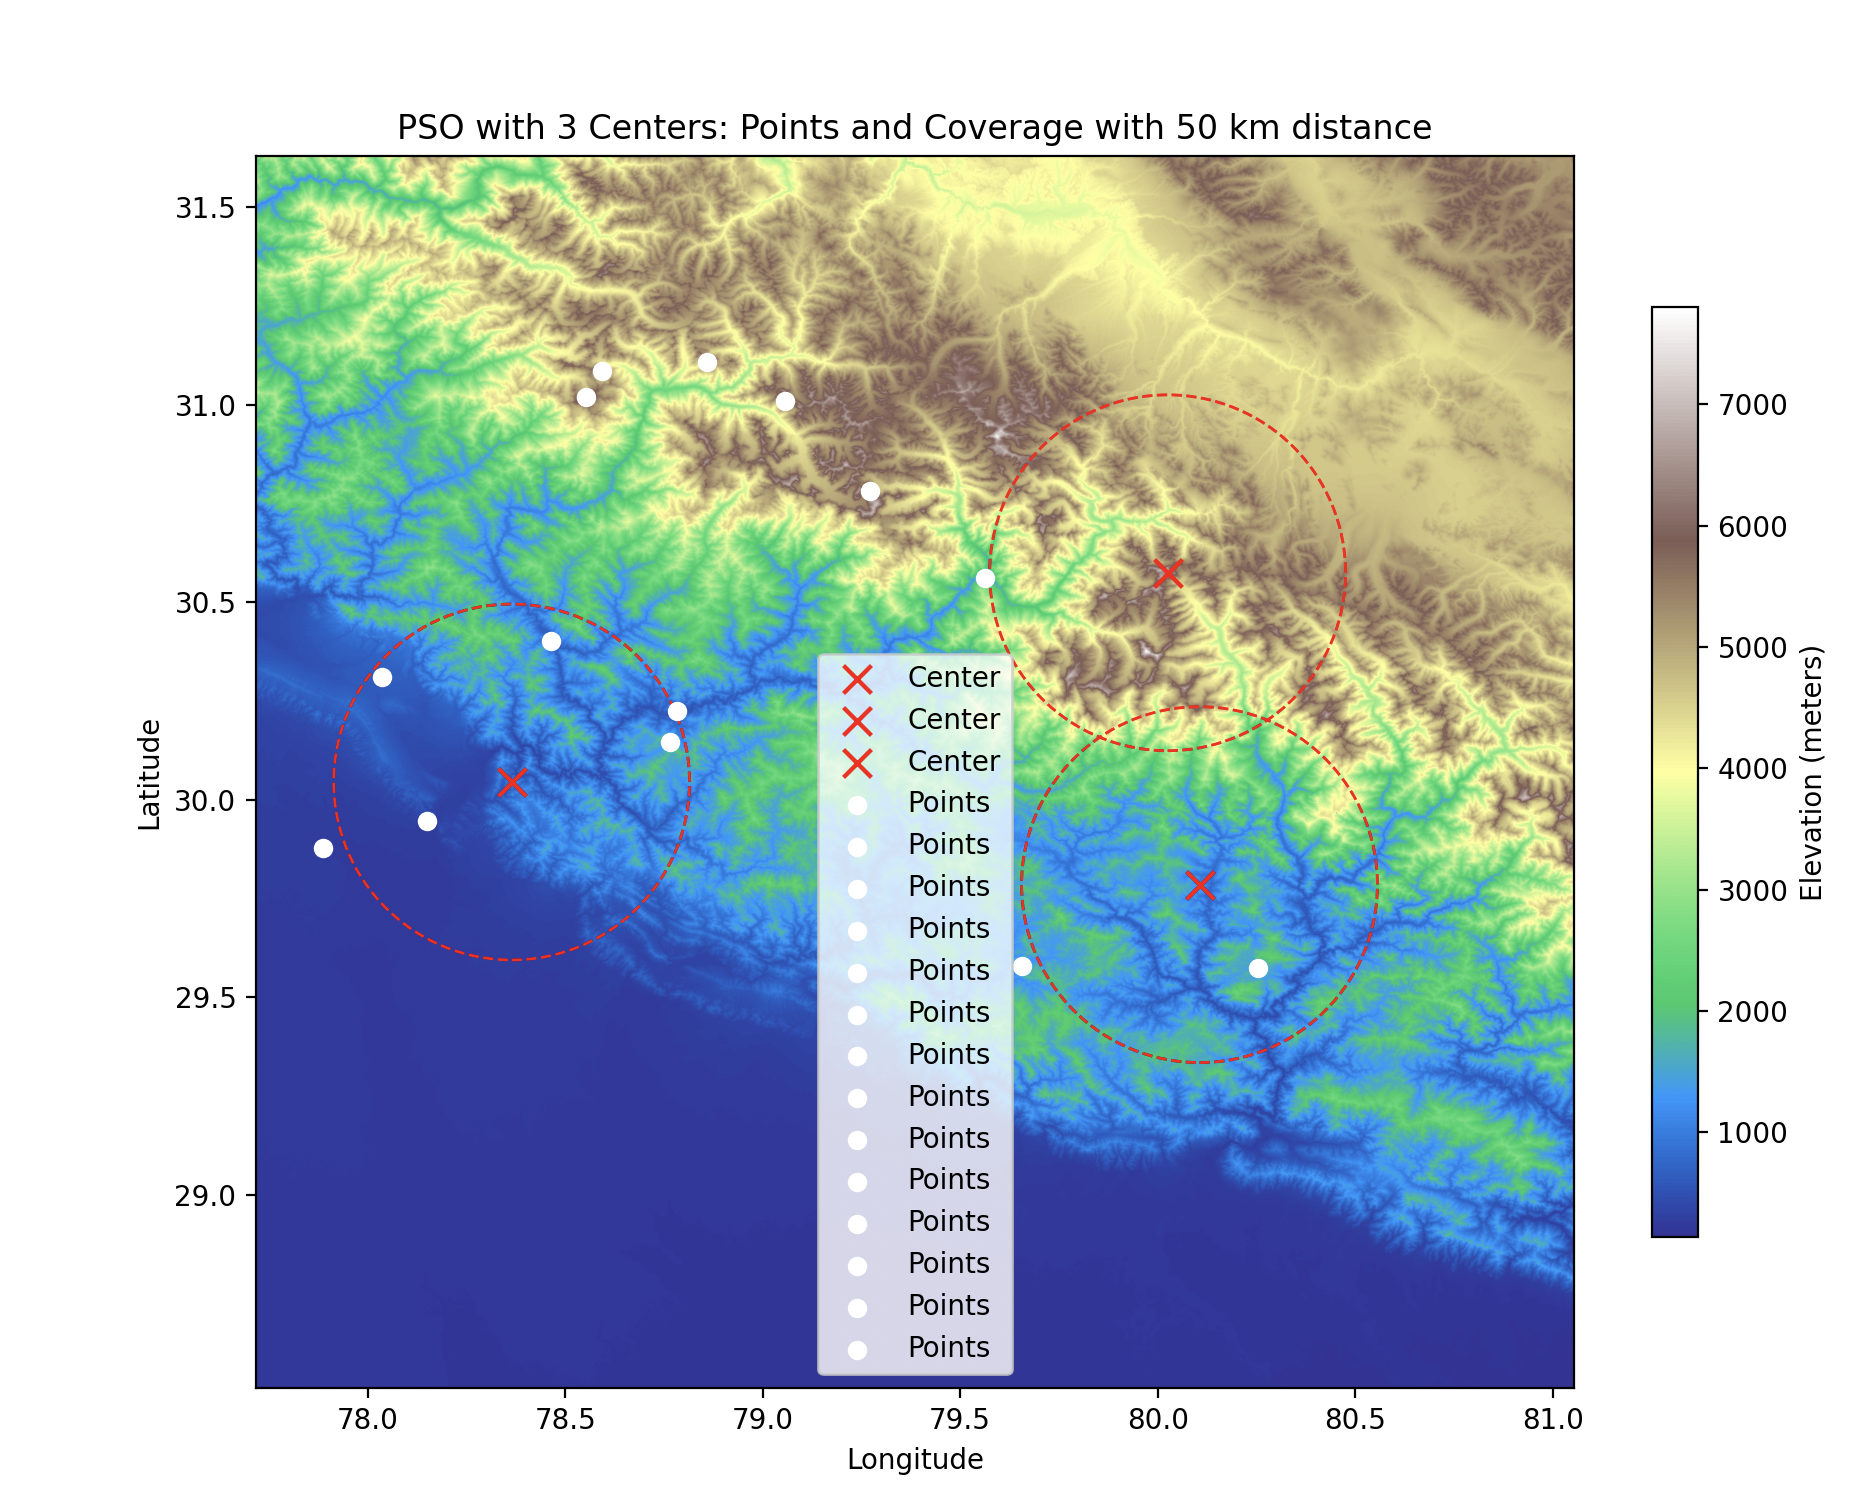 PSO with 3 Centers: Points and Coverage with 50 km distance
31.5
31.0
30.5
30.0
29.5
29.0
Latitude
78.0 78.5 79.0 79.5 80.0 80.5 81.0
Longitude
Center
Center
Center
Points
Points
Points
Points
Points
Points
Points
Points
Points
Points
Points
Points
Points
Points
7000
6000
5000
4000
3000
2000
1000
Elevation (meters)